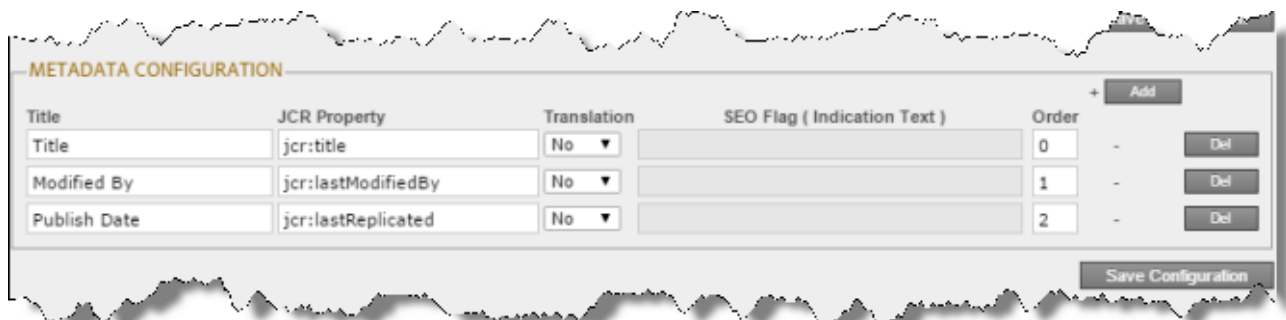 METADATA CONFIGURATION
+ Add
Title JCR Property Translation SEO Flag ( Indication Text ) Order
Title jcr:title No 0 - Del
Modified By jcr:lastModifiedBy No 1 - Del
Publish Date jcr:lastReplicated No 2 - Del
Save Configuration